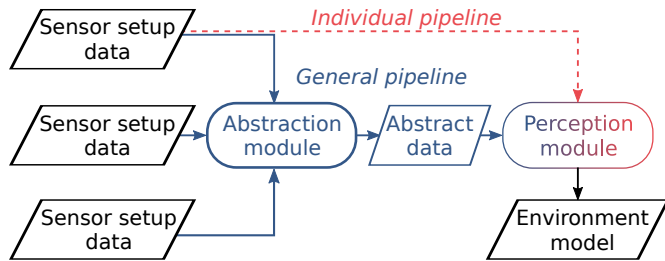 Sensor setup
data
Individual pipeline
General pipeline
Sensor setup
data
Abstraction
module
Abstract
data
Perception
module
Sensor setup
data
Environment
model